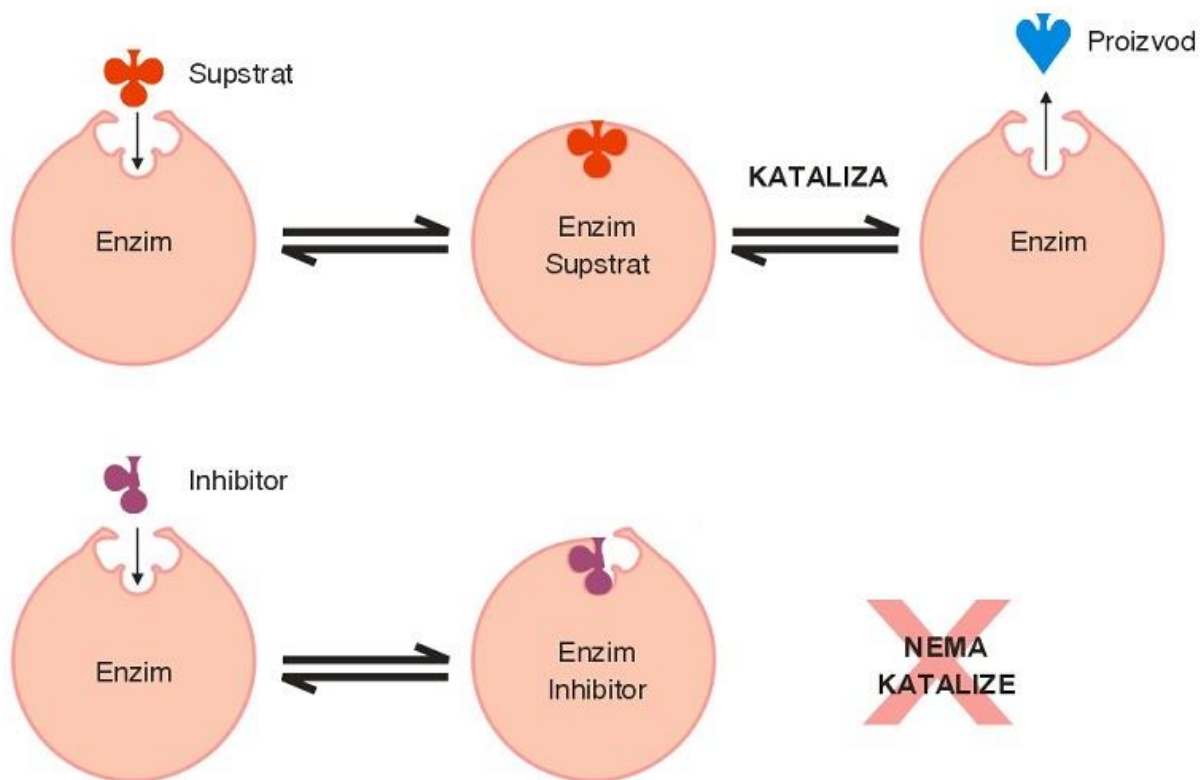 Supstrat
Proizvod
KATALIZA
Enzim
Enzim
Supstrat
Enzim
Inhibitor
Enzim
Enzim
Inhibitor
NEMA
KATALIZE